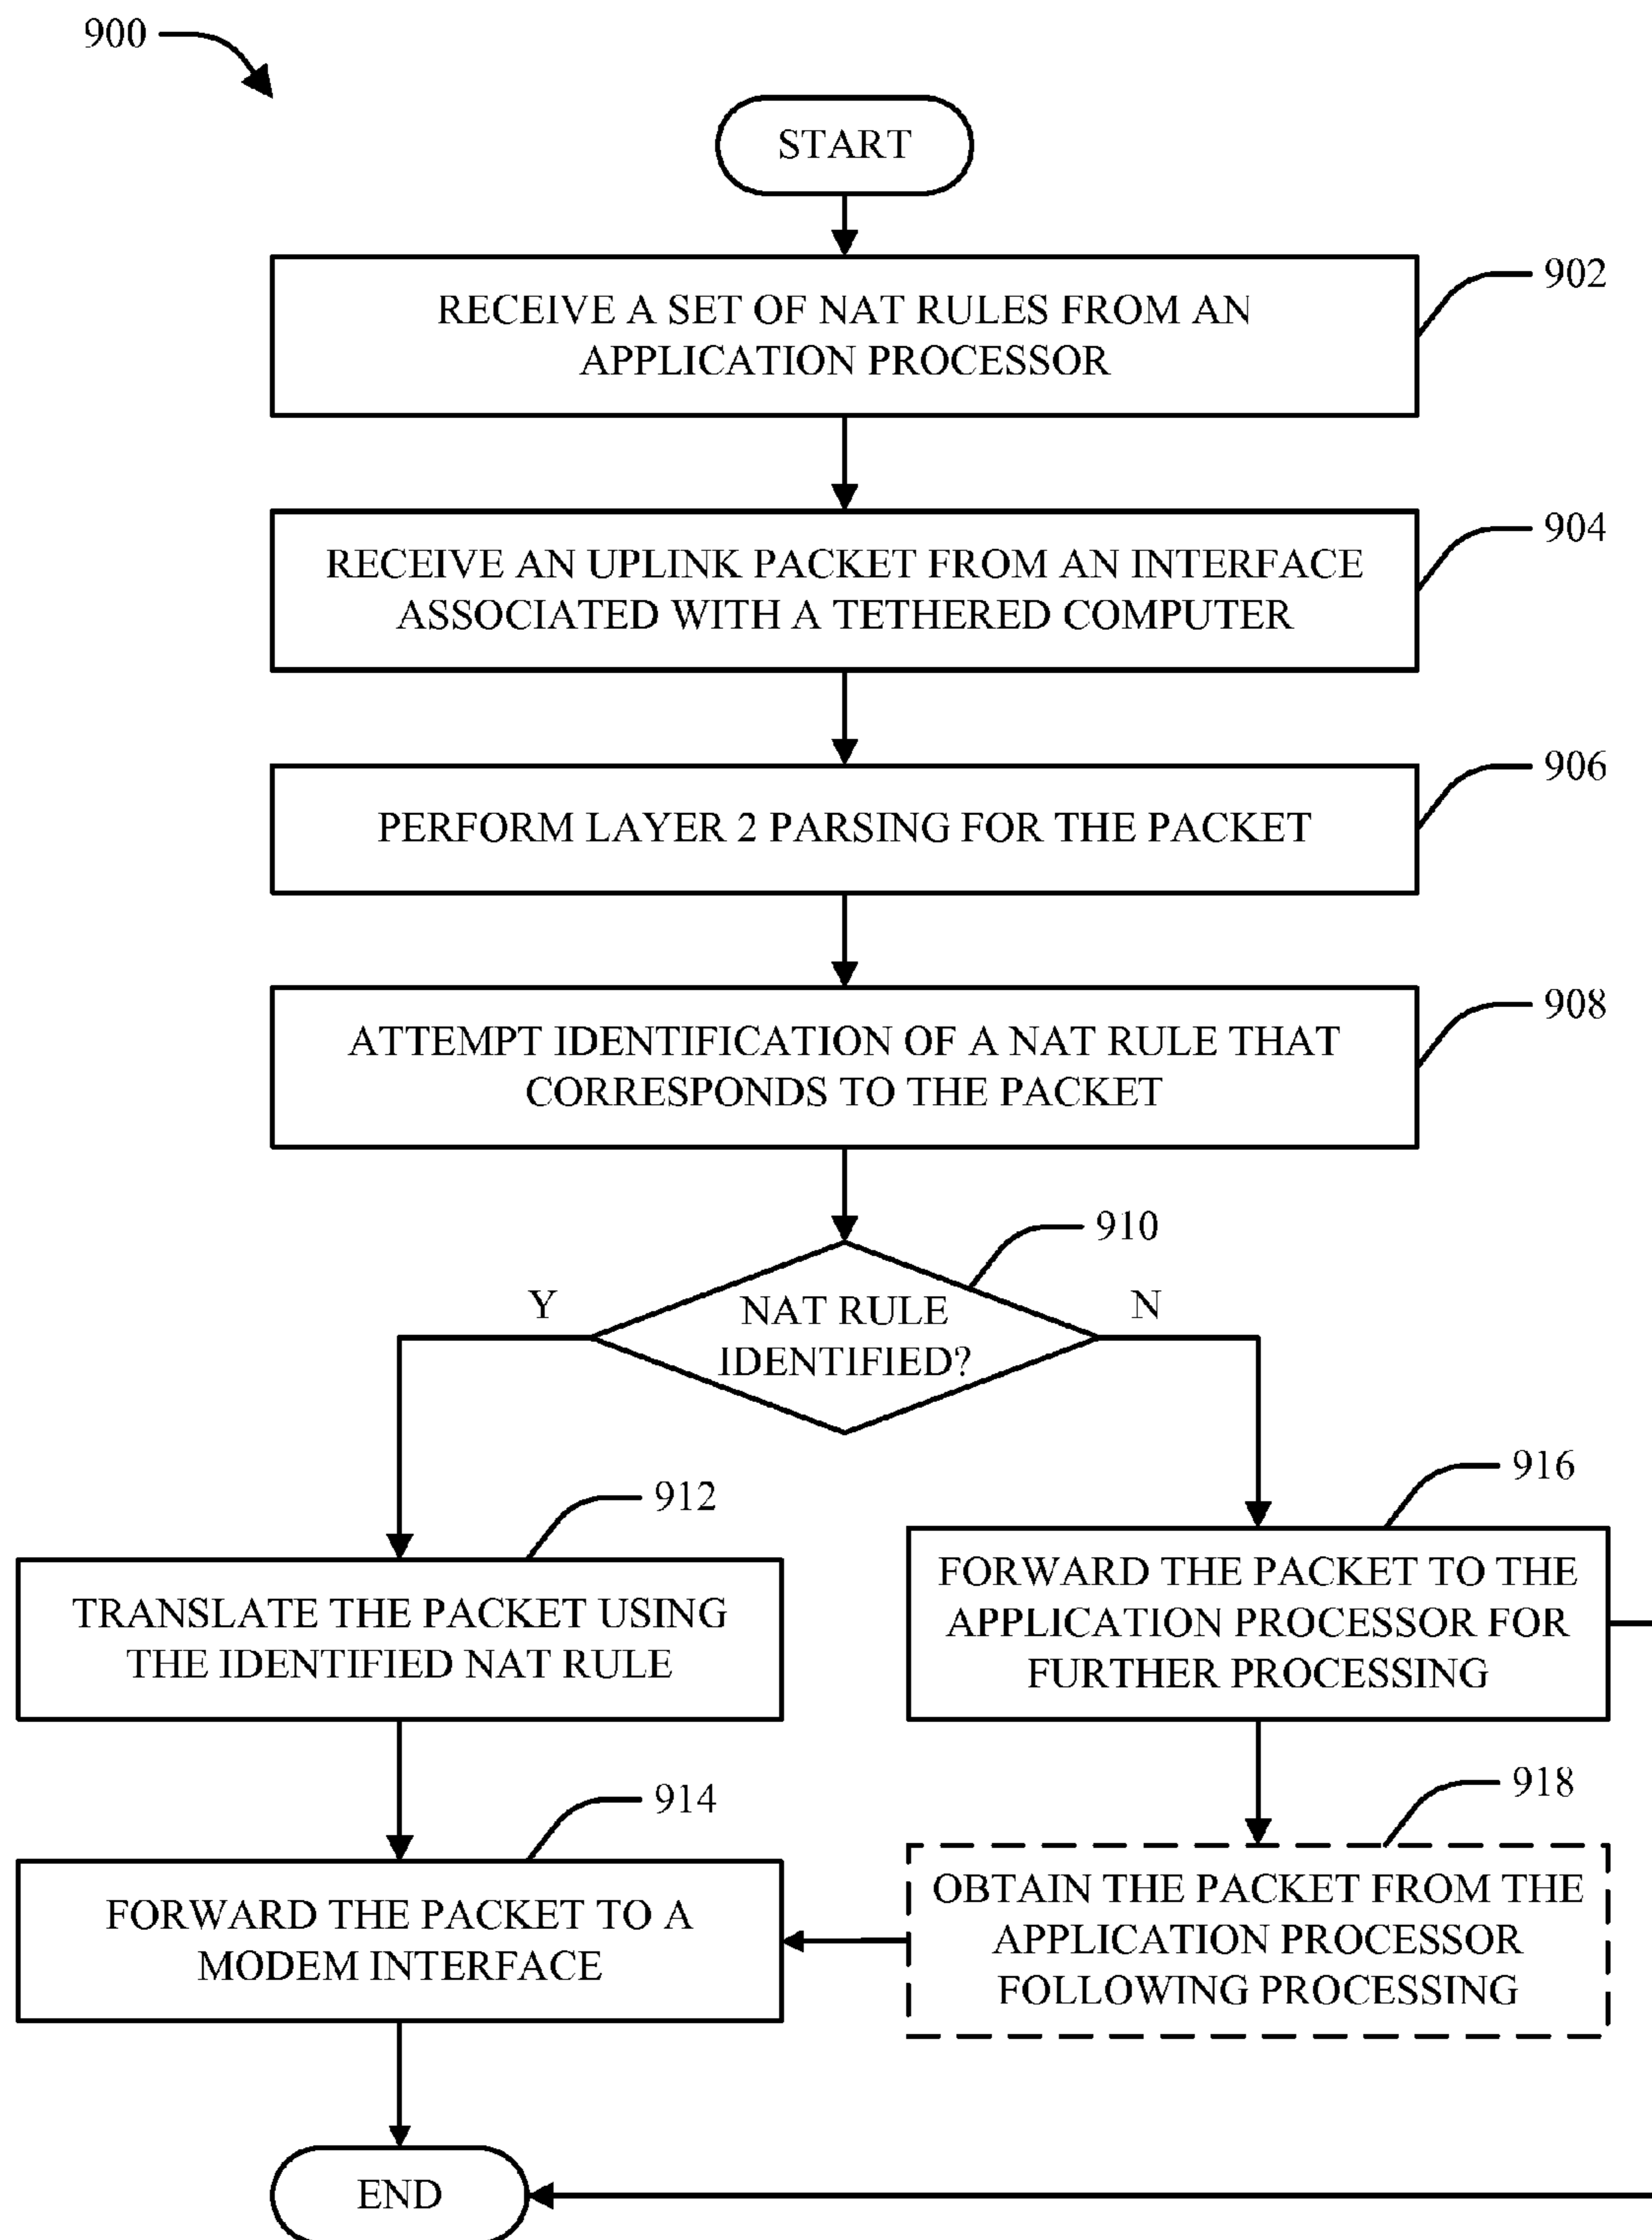 900
START
902
RECEIVE A SET OF NAT RULES FROM AN
APPLICATION PROCESSOR
904
RECEIVE AN UPLINK PACKET FROM AN INTERFACE
ASSOCIATED WITH A TETHERED COMPUTER
906
PERFORM LAYER 2 PARSING FOR THE PACKET
908
ATTEMPT IDENTIFICATION OF A NAT RULE THAT
CORRESPONDS TO THE PACKET
910
Y
NAT RULE
IDENTIFIED?
N
912
TRANSLATE THE PACKET USING
THE IDENTIFIED NAT RULE
916
FORWARD THE PACKET TO THE
APPLICATION PROCESSOR FOR
FURTHER PROCESSING
914
FORWARD THE PACKET TO A
MODEM INTERFACE
918
OBTAIN THE PACKET FROM THE
APPLICATION PROCESSOR
FOLLOWING PROCESSING
END